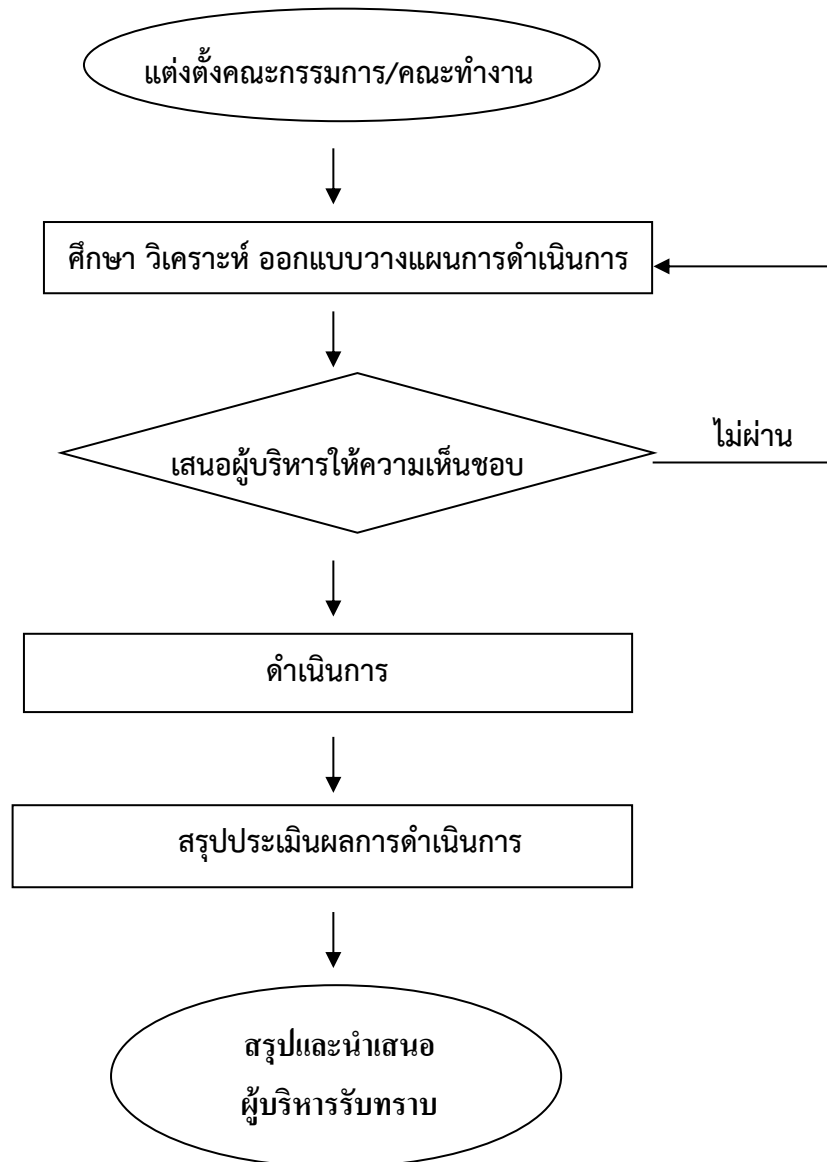 แต่งตั้งคณะกรรมการ/คณะทำงาน
ศึกษา วิเคราะห์ ออกแบบวางแผนการดำเนินการ
เสนอผู้บริหารให้ความเห็นชอบ
ไม่ผ่าน
ดำเนินการ
สรุปประเมินผลการดำเนินการ
สรุปและนำเสนอ
ผู้บริหารรับทราบ